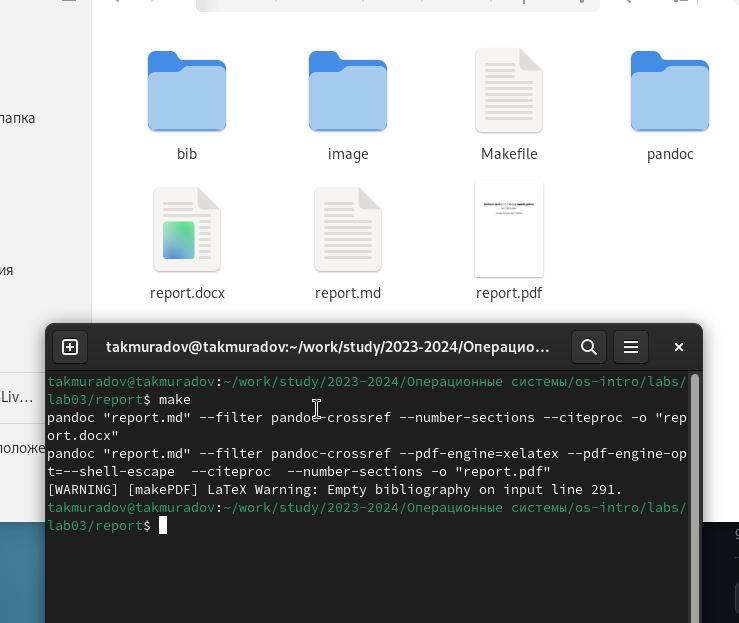 bib
image
Makefile
pandoc
папка
report.docx
report.md
report.pdf
ия
takmuradov@takmuradov:~/work/study/2023-2024/Операцио...
takmuradov@takmuradov:~/work/study/2023-2024/Операционные системы/os-intro/labs/
lab03/report$ make
pandoc "report.md" --filter pandoc-crossref --number-sections --citeproc -o "rep
ort.docx"
pandoc "report.md" --filter pandoc-crossref --pdf-engine=xelatex --pdf-engine-op
t=--shell-escape  --citeproc  --number-sections -o "report.pdf"
[WARNING] [makePDF] LaTeX Warning: Empty bibliography on input line 291.
takmuradov@takmuradov:~/work/study/2023-2024/Операционные системы/os-intro/labs/
lab03/report$
-Liv...
положе